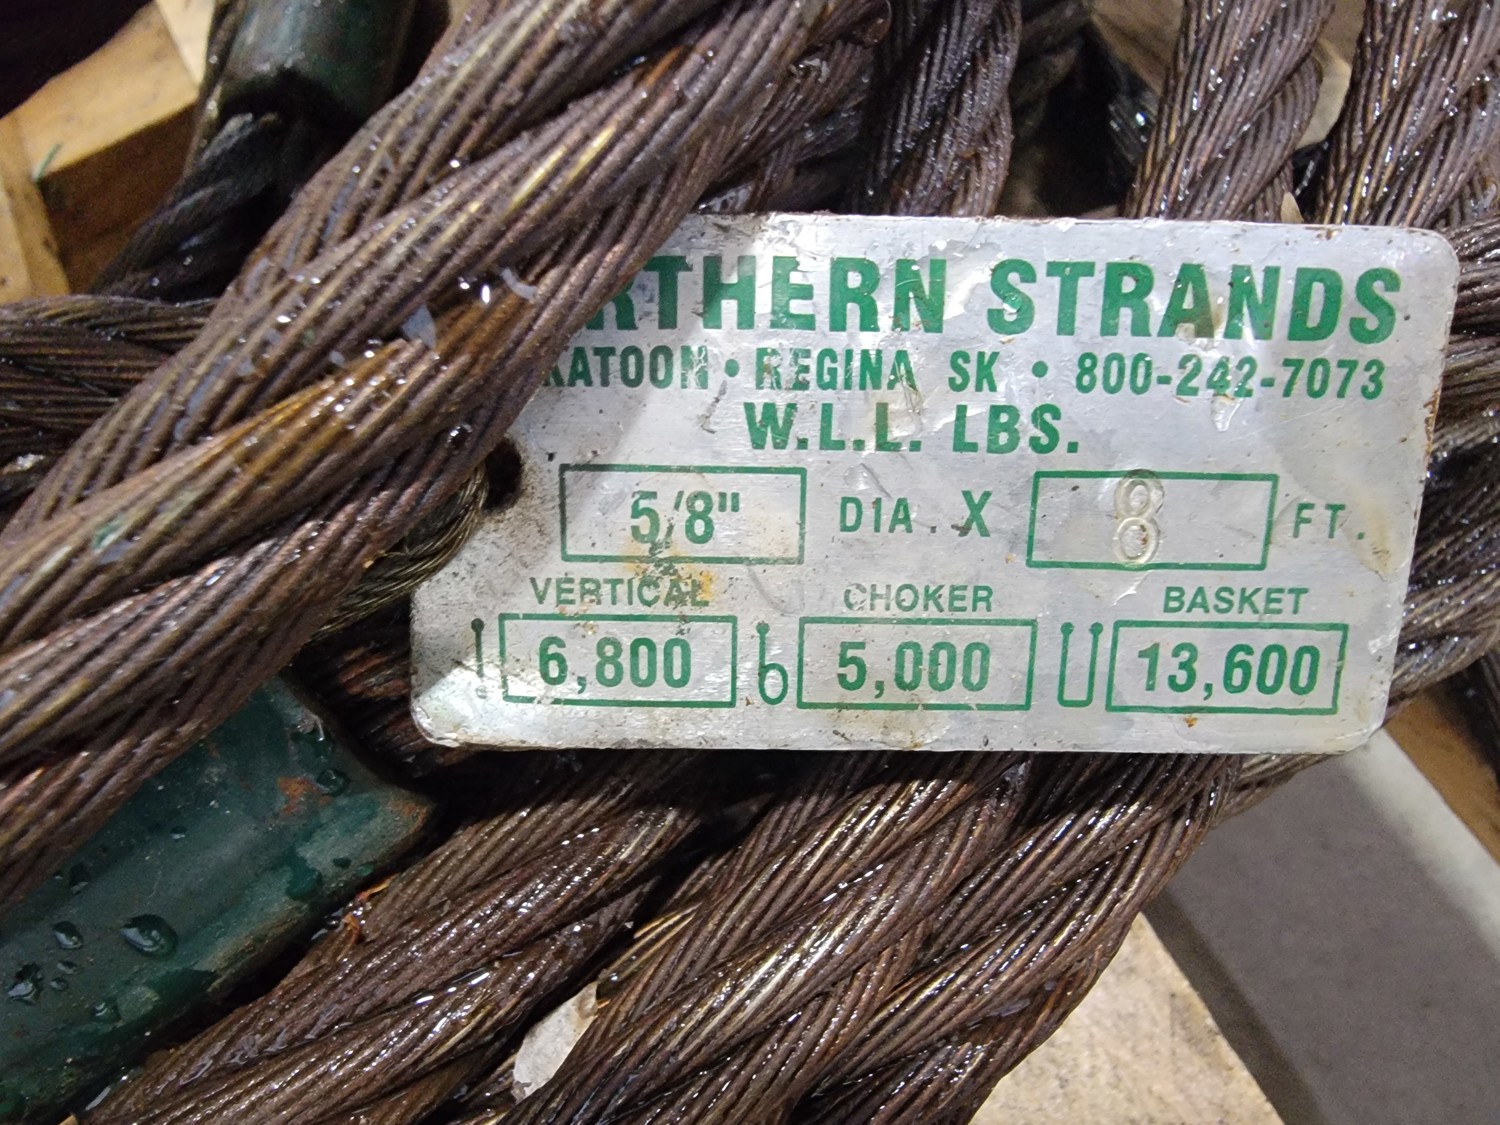 RTHERN STRANDS
KATOON • REGINA SK • 800-242-7073
W.L.L. LBS.
5/8" DIA. X 8 FT.
VERTICAL CHOKER BASKET
6,800 5,000 13,600